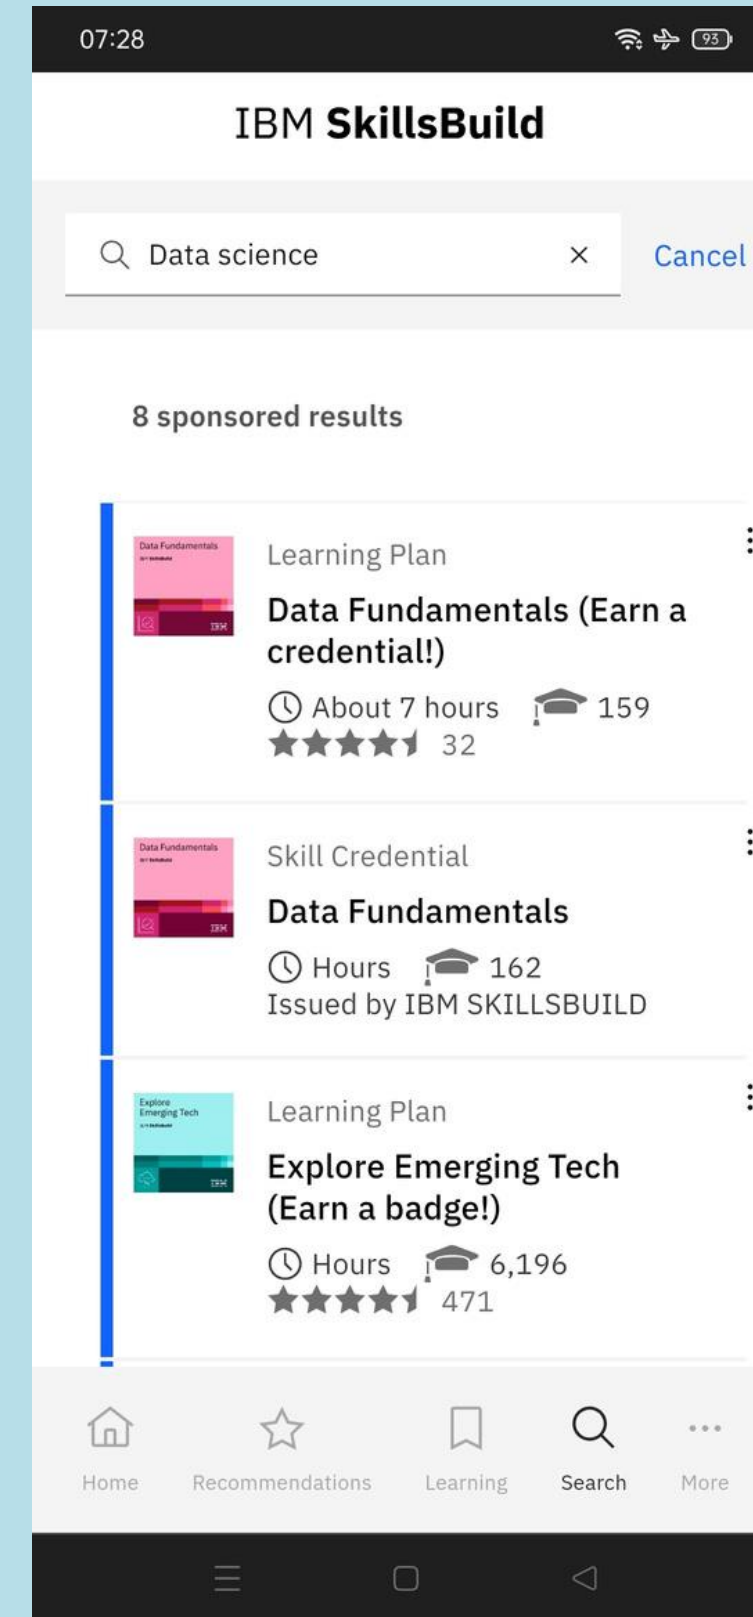 07:28
93
IBM SkillsBuild
Data science
Cancel
8 sponsored results
Data Fundamentals
IBM
Learning Plan
Data Fundamentals (Earn a
credential!)
About 7 hours 159
32
Data Fundamentals
IBM
Skill Credential
Data Fundamentals
Hours 162
Issued by IBM SKILLSBUILD
Explore
Emerging Tech
IBM
Learning Plan
Explore Emerging Tech
(Earn a badge!)
Hours 6,196
471
Home Recommendations Learning Search More